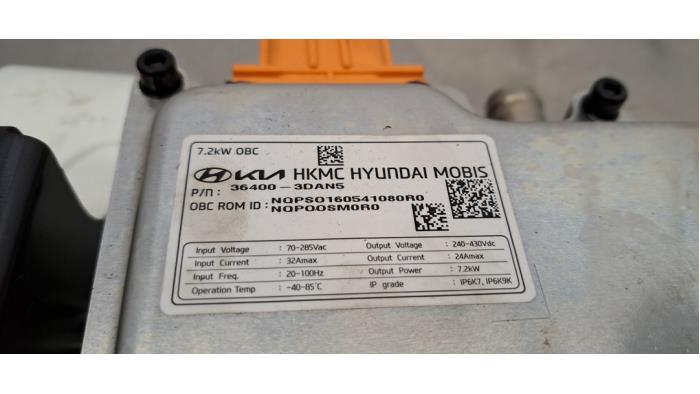 7.2kW OBC
HYUNDAI KIA HKMC HYUNDAI MOBIS
P/N : 36400 - 3DAN5
OBC ROM ID : NQPS0160541080R0
NQP00SM0R0
Input Voltage : 70-285Vac Output Voltage : 240-430Vdc
Input Current : 32Amax Output Current : 24Amax
Input Freq. : 20-100Hz Output Power : 7.2kW
Operation Temp : -40-85℃ IP grade : IP6K7, IP6K9K